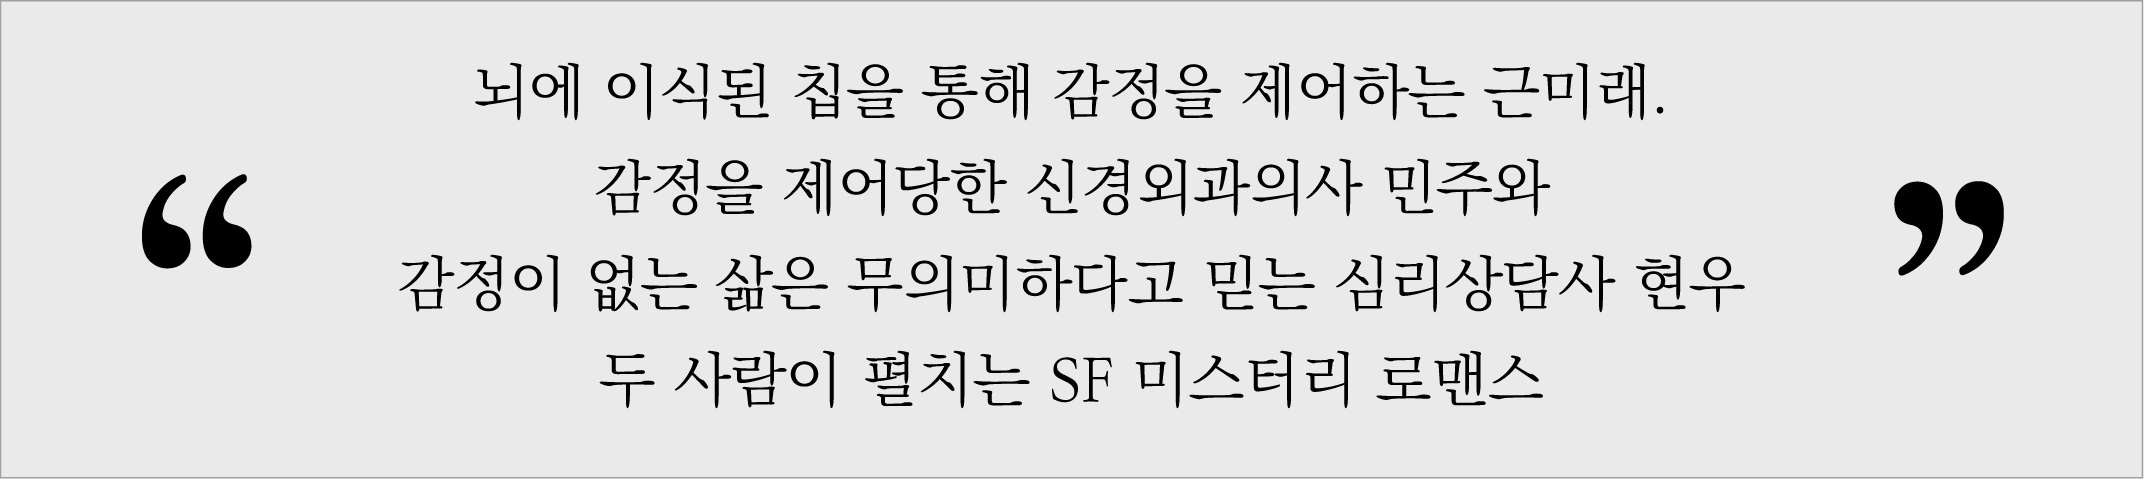 뇌에 이식된 칩을 통해 감정을 제어하는 근미래.
감정을 제어당한 신경외과의사 민주와
“ 감정이 없는 삶은 무의미하다고 믿는 심리상담사 현우 ”
두 사람이 펼치는 SF 미스터리 로맨스